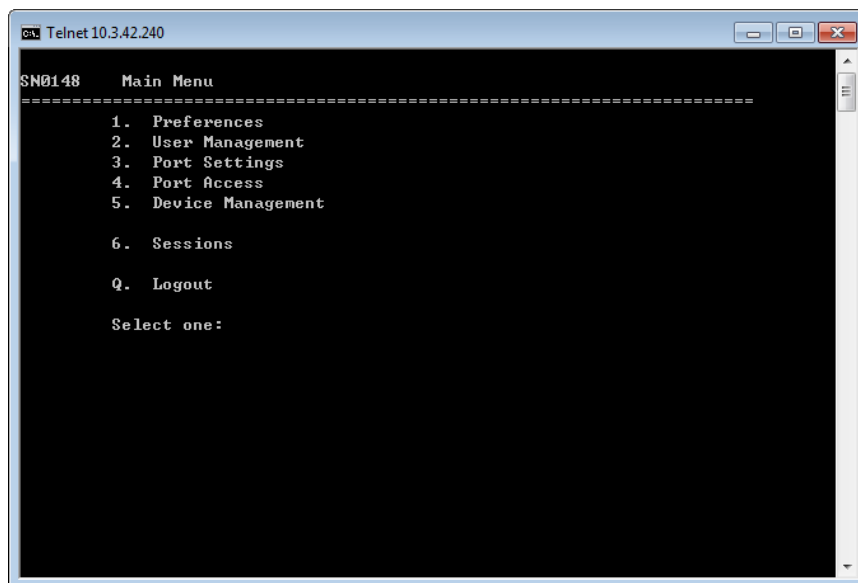 Telnet 10.3.42.240
SN0148 Main Menu
========================================================================
1. Preferences
2. User Management
3. Port Settings
4. Port Access
5. Device Management
6. Sessions
Q. Logout
Select one: